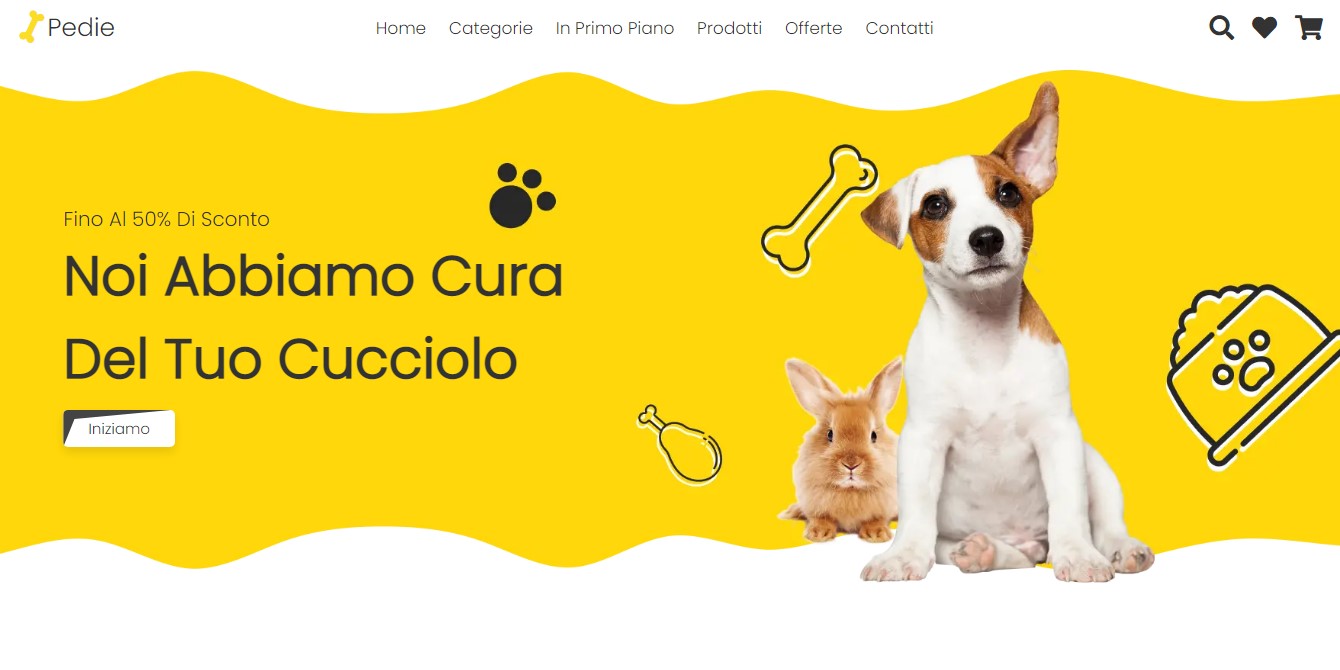 Pedie
Home
Categorie
In Primo Piano
Prodotti
Offerte
Contatti
Fino Al 50% Di Sconto
Noi Abbiamo Cura
Del Tuo Cucciolo
Iniziamo